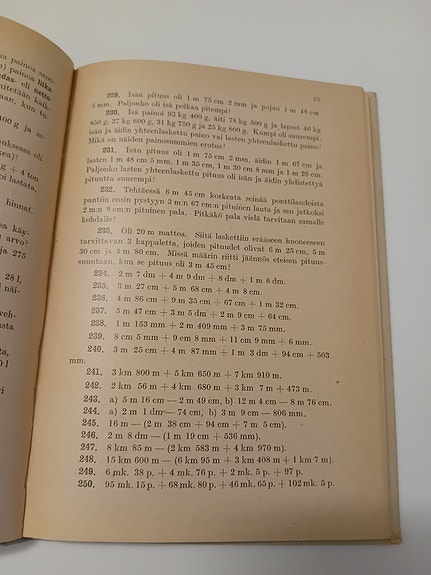 63
229. Isän pituus oli 1 m 75 cm 2 mm ja pojan 1 m 48 cm
5 mm. Paljonko oli isä poikaa pitempi?
230. Isä painoi 93 kg 400 g, äiti 78 kg 500 g ja lapset 46 kg
850 g, 37 kg 600 g, 31 kg 750 g ja 25 kg 800 g. Kumpi oli suurempi,
isän ja äidin yhteenlaskettu paino vai lasten yhteenlaskettu paino?
Mikä on näiden painosummien erotus?
231. Isän pituus oli 1 m 75 cm 2 mm, äidin 1 m 67 cm ja
lasten 1 m 48 cm 5 mm, 1 m 35 cm, 1 m 30 cm 8 mm ja 1 m 26 cm.
Paljonko lasten yhteenlaskettu pituus oli isän ja äidin yhdistettyä
pituutta suurempi?
232. Tehtäessä 6 m 45 cm korkeata seinää ponttilaudoista
pantiin ensin pystyyn 3 m:n 67 cm:n pituinen lauta ja sen jatkoksi
2 m:n 9 cm:n pituinen pala. Pitkäkö pala vielä tarvitaan samalle
kohdalle?
233. Oli 20 m mattoa. Siitä laskettiin erääseen huoneeseen
tarvittavan 3 kappaletta, joiden pituudet olivat 6 m 25 cm, 5 m
30 cm ja 4 m 80 cm. Missä määrin riitti jäännös eteisen pituus-
suuntaan, kun se pituus oli 3 m 45 cm?
234. 2 m 7 dm + 4 m 9 dm + 8 dm + 1 m 6 dm.
235. 3 m 27 cm + 5 m 68 cm + 4 m 8 cm.
236. 4 m 86 cm + 9 m 35 cm + 67 cm + 1 m 32 cm.
237. 5 m 47 cm + 3 m 5 dm + 2 m 9 cm + 64 cm.
238. 1 m 153 mm + 2 m 409 mm + 3 m 75 mm.
239. 8 cm 5 mm + 9 cm 8 mm + 11 cm 9 mm + 6 mm.
240. 3 m 25 cm + 4 m 87 mm + 1 m 3 dm + 94 cm + 503
mm.
241. 3 km 800 m + 5 km 650 m + 7 km 910 m.
242. 2 km 56 m + 4 km 680 m + 3 km 7 m + 473 m.
243. a) 5 m 16 cm — 2 m 49 cm, b) 12 m 4 cm — 8 m 76 cm.
244. a) 2 m 1 dm — 74 cm, b) 3 m 9 cm — 806 mm.
245. 16 m — (2 m 38 cm + 94 cm + 7 m 5 cm).
246. 2 m 8 dm — (1 m 19 cm + 536 mm).
247. 8 km 85 m — (2 km 583 m + 4 km 970 m).
248. 15 km 600 m — (6 km 95 m + 3 km 408 m + 1 km 7 m).
249. 6 mk. 38 p. + 4 mk. 76 p. + 2 mk. 5 p. + 97 p.
250. 95 mk. 15 p. + 68 mk. 80 p. + 46 mk. 65 p. + 102 mk. 5 p.